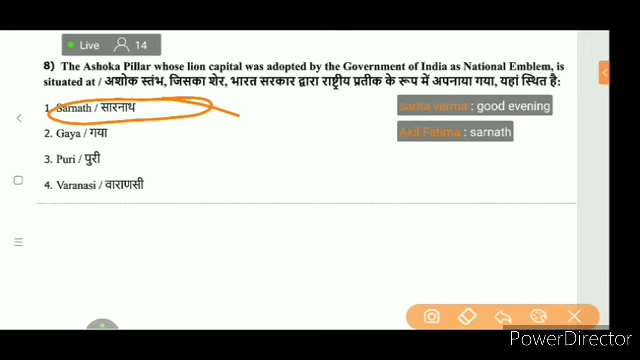 Live 14
8) The Ashoka Pillar whose lion capital was adopted by the Government of India as National Emblem, is
situated at / अशोक स्तंभ, जिसका शेर, भारत सरकार द्वारा राष्ट्रीय प्रतीक के रूप में अपनाया गया, यहां स्थित है:
1. Sarnath / सारनाथ
sarita verma : good evening
2. Gaya / गया
Akil Fatima : sarnath
3. Puri / पुरी
4. Varanasi / वाराणसी
PowerDirector